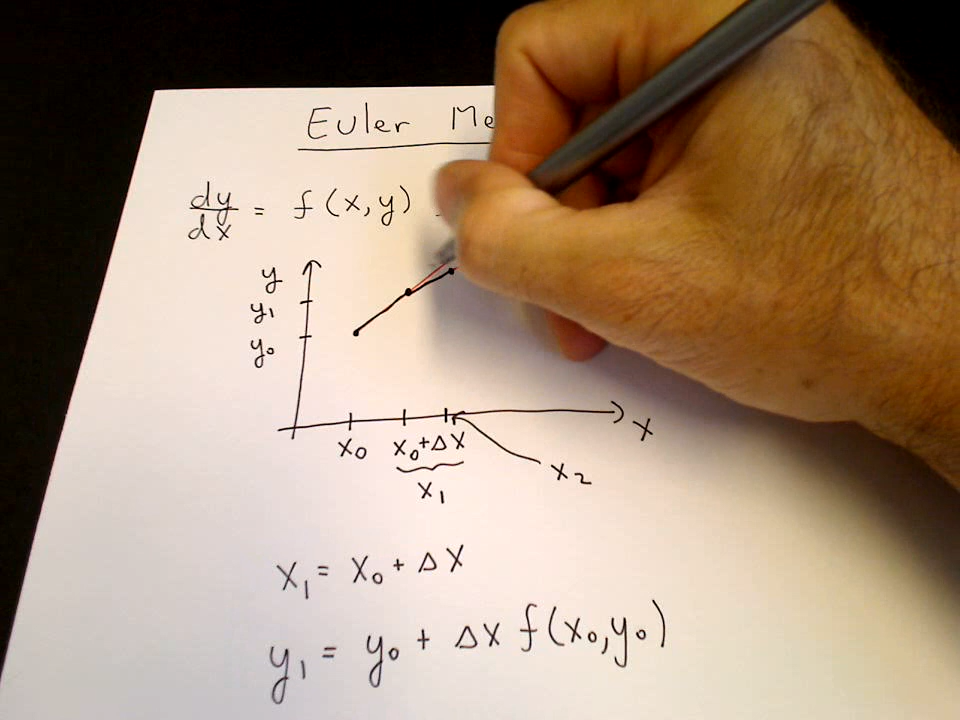 Euler Me
dy/dx = f(x,y)
y
y₁
y₀
x
x₀ x₀+Δx
x₁
x₂
x₁ = x₀ + Δx
y₁ = y₀ + Δx f(x₀,y₀)